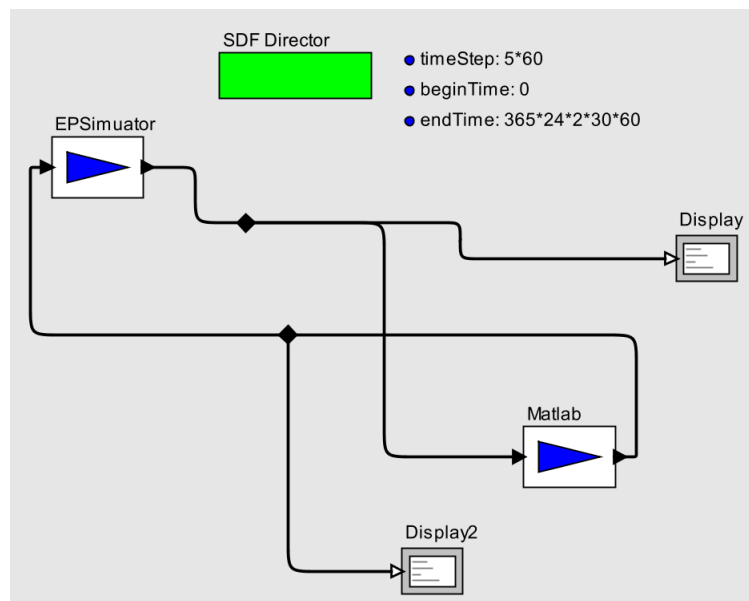 SDF Director
timeStep: 5*60
beginTime: 0
endTime: 365*24*2*30*60
EPSimuator
Display
Matlab
Display2